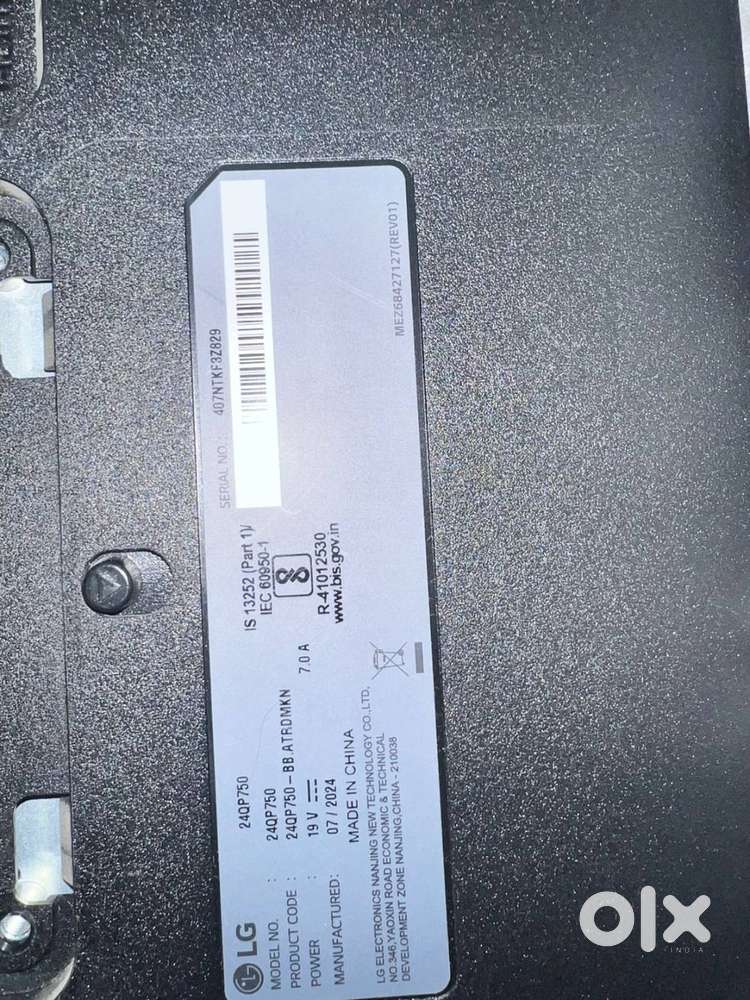 LG
24QP750
MODEL NO. : 24QP750
PRODUCT CODE : 24QP750-BB.ATRDMKN
POWER : 19 V ⎓ 7.0 A
MANUFACTURED: 07 / 2024
MADE IN CHINA
LG ELECTRONICS NANJING NEW TECHNOLOGY CO.,LTD,
NO.346,YAOXIN ROAD ECONOMIC & TECHNICAL
DEVELOPMENT ZONE NANJING,CHINA - 210038
IS 13252 (Part 1)/
IEC 60950-1
R-41012530
www.bis.gov.in
SERIAL NO.: 407NTKF3Z829
MEZ68427127(REV01)
olx
INDIA